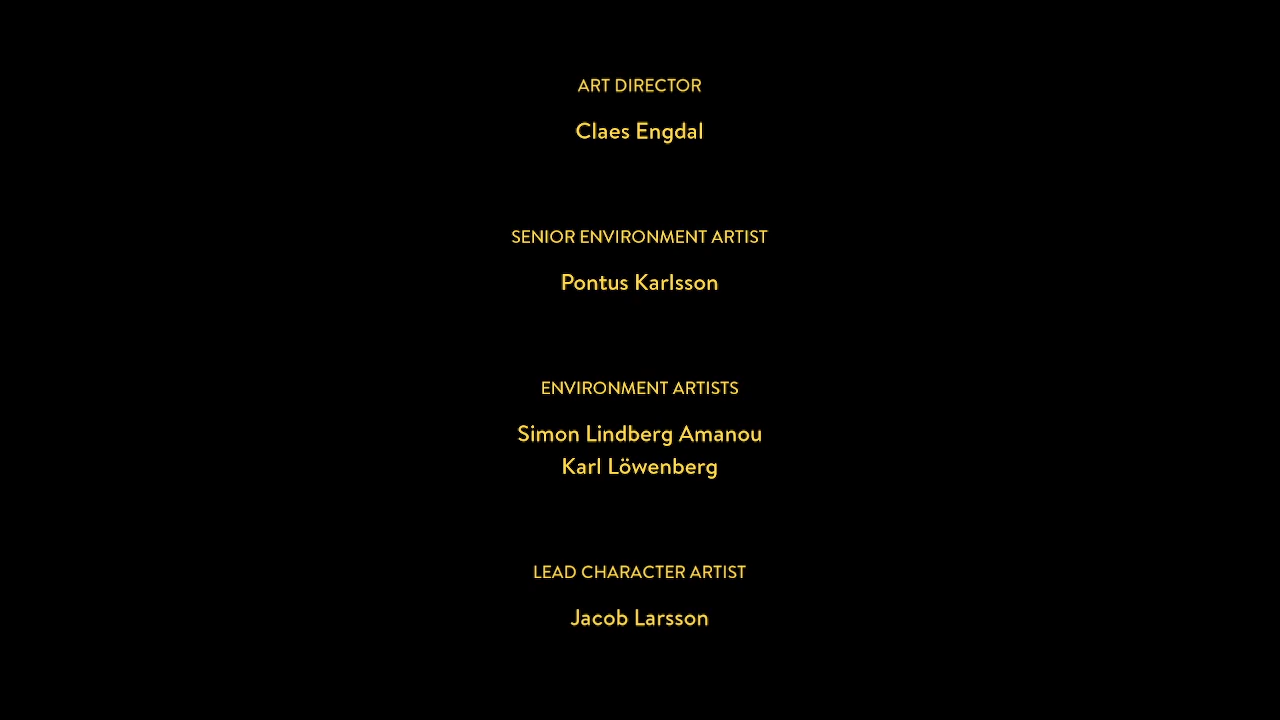 ART DIRECTOR
Claes Engdal
SENIOR ENVIRONMENT ARTIST
Pontus Karlsson
ENVIRONMENT ARTISTS
Simon Lindberg Amanou
Karl Löwenberg
LEAD CHARACTER ARTIST
Jacob Larsson